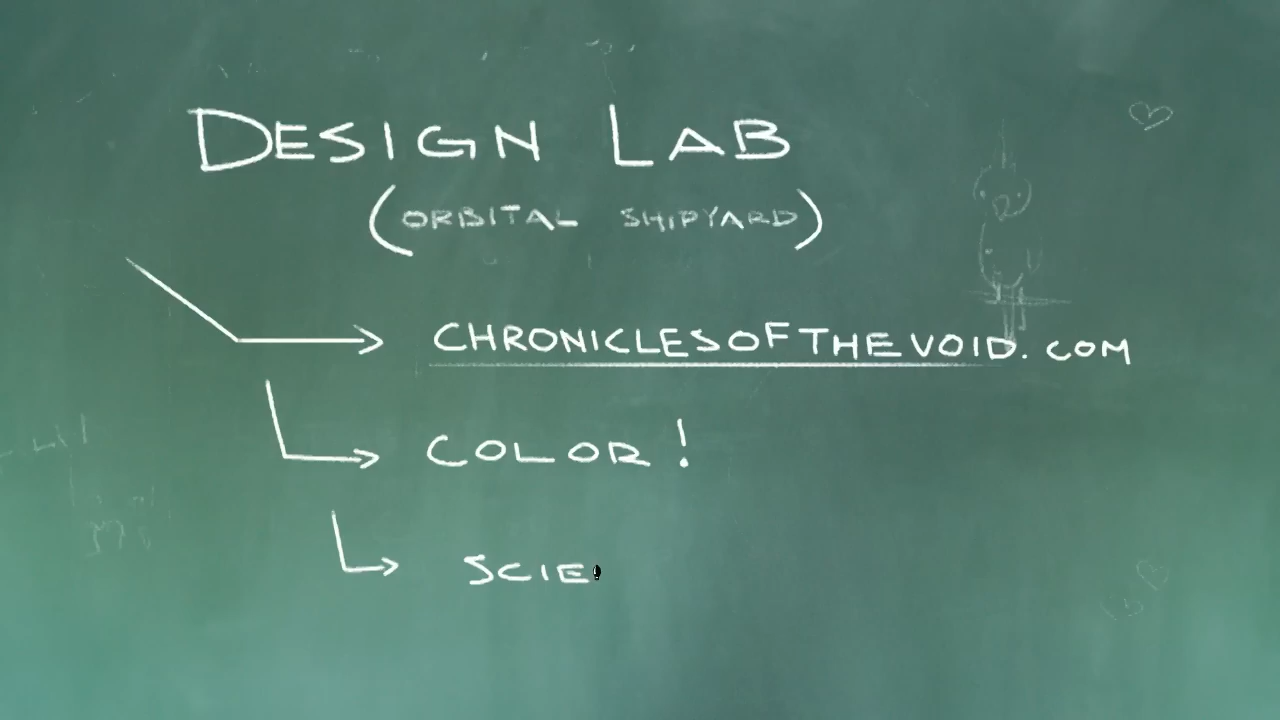 DESIGN LAB
(ORBITAL SHIPYARD)
CHRONICLESOFTHEVOID.COM
COLOR!
SCIE